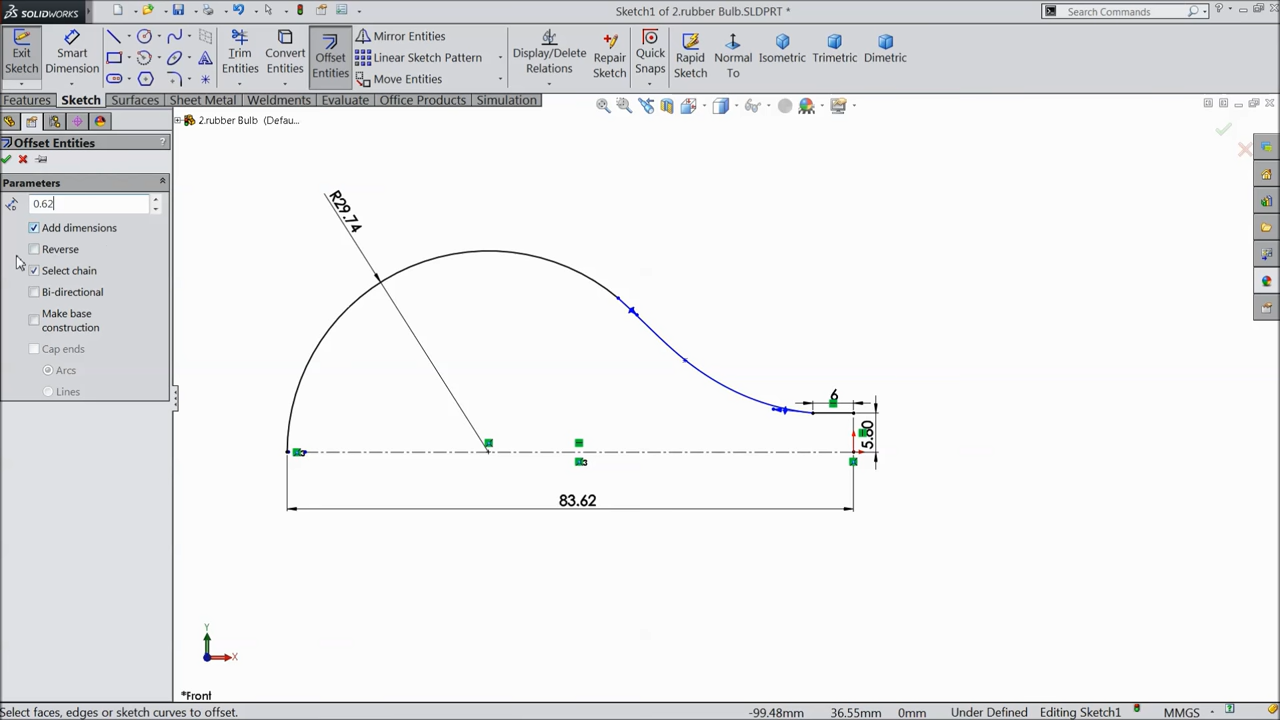 SOLIDWORKS
Sketch1 of 2.rubber Bulb.SLDPRT *
Search Commands
Exit Sketch
Smart Dimension
Trim Entities
Convert Entities
Offset Entities
Mirror Entities
Linear Sketch Pattern
Move Entities
Display/Delete Relations
Repair Sketch
Quick Snaps
Rapid Sketch
Normal To
Isometric
Trimetric
Dimetric
Features
Sketch
Surfaces
Sheet Metal
Weldments
Evaluate
Office Products
Simulation
2.rubber Bulb (Defau...
Offset Entities
?
Parameters
0.62
Add dimensions
Reverse
Select chain
Bi-directional
Make base
construction
Cap ends
Arcs
Lines
R29.74
6
5.80
83.62
Y
X
*Front
Select faces, edges or sketch curves to offset.
-99.48mm
36.55mm
0mm
Under Defined
Editing Sketch1
MMGS